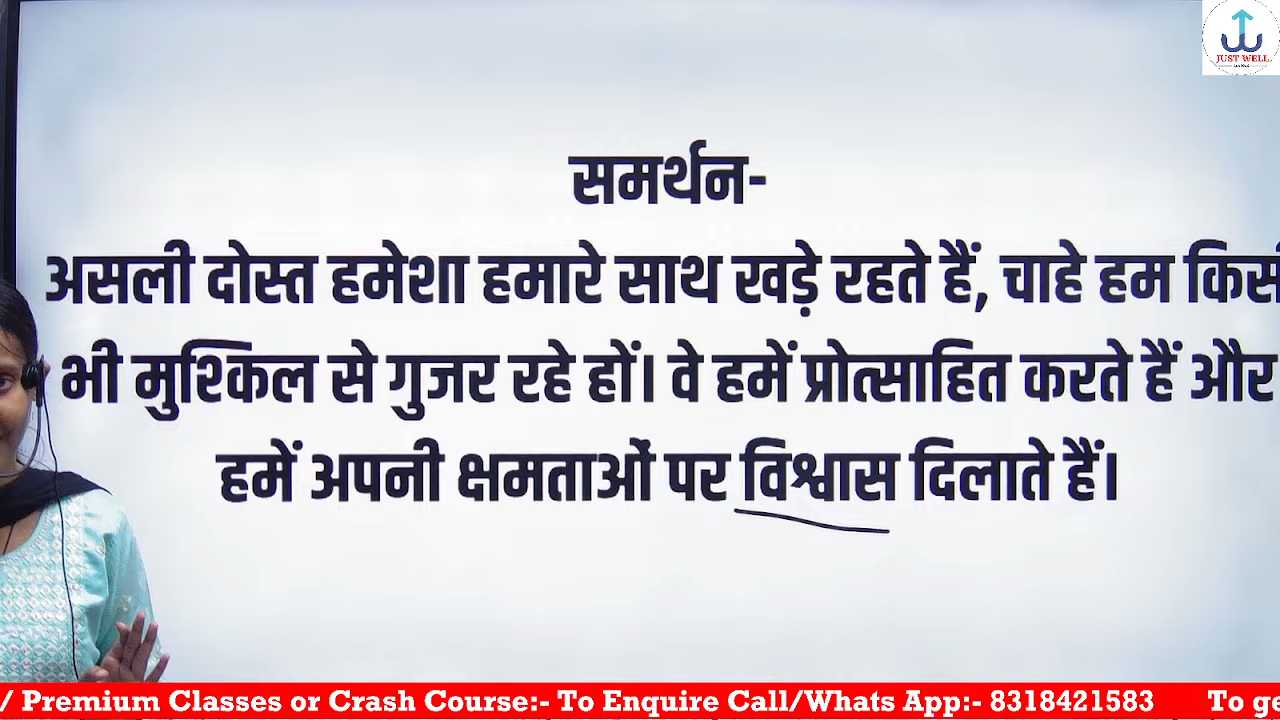 JUST WELL
समर्थन-
असली दोस्त हमेशा हमारे साथ खड़े रहते हैं, चाहे हम किसी
भी मुश्किल से गुजर रहे हों। वे हमें प्रोत्साहित करते हैं और
हमें अपनी क्षमताओं पर विश्वास दिलाते हैं।
/ Premium Classes or Crash Course:- To Enquire Call/Whats App:- 8318421583 To ge